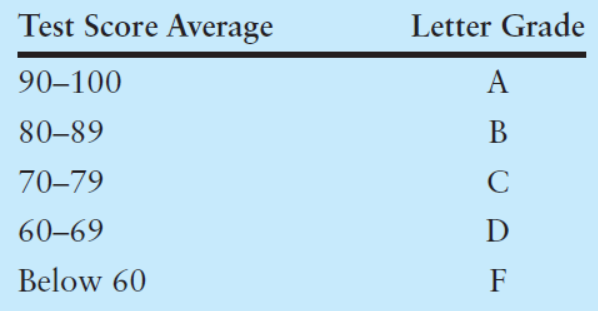 Test Score Average Letter Grade
90–100 A
80–89 B
70–79 C
60–69 D
Below 60 F